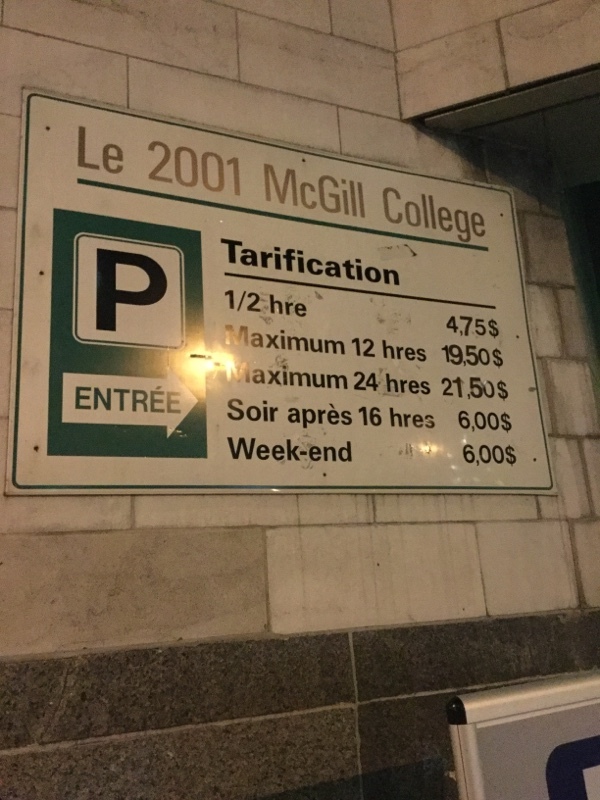 Le 2001 McGill College
P
ENTRÉE
Tarification
1/2 hre 4,75$
Maximum 12 hres 19,50$
Maximum 24 hres 21,50$
Soir après 16 hres 6,00$
Week-end 6,00$